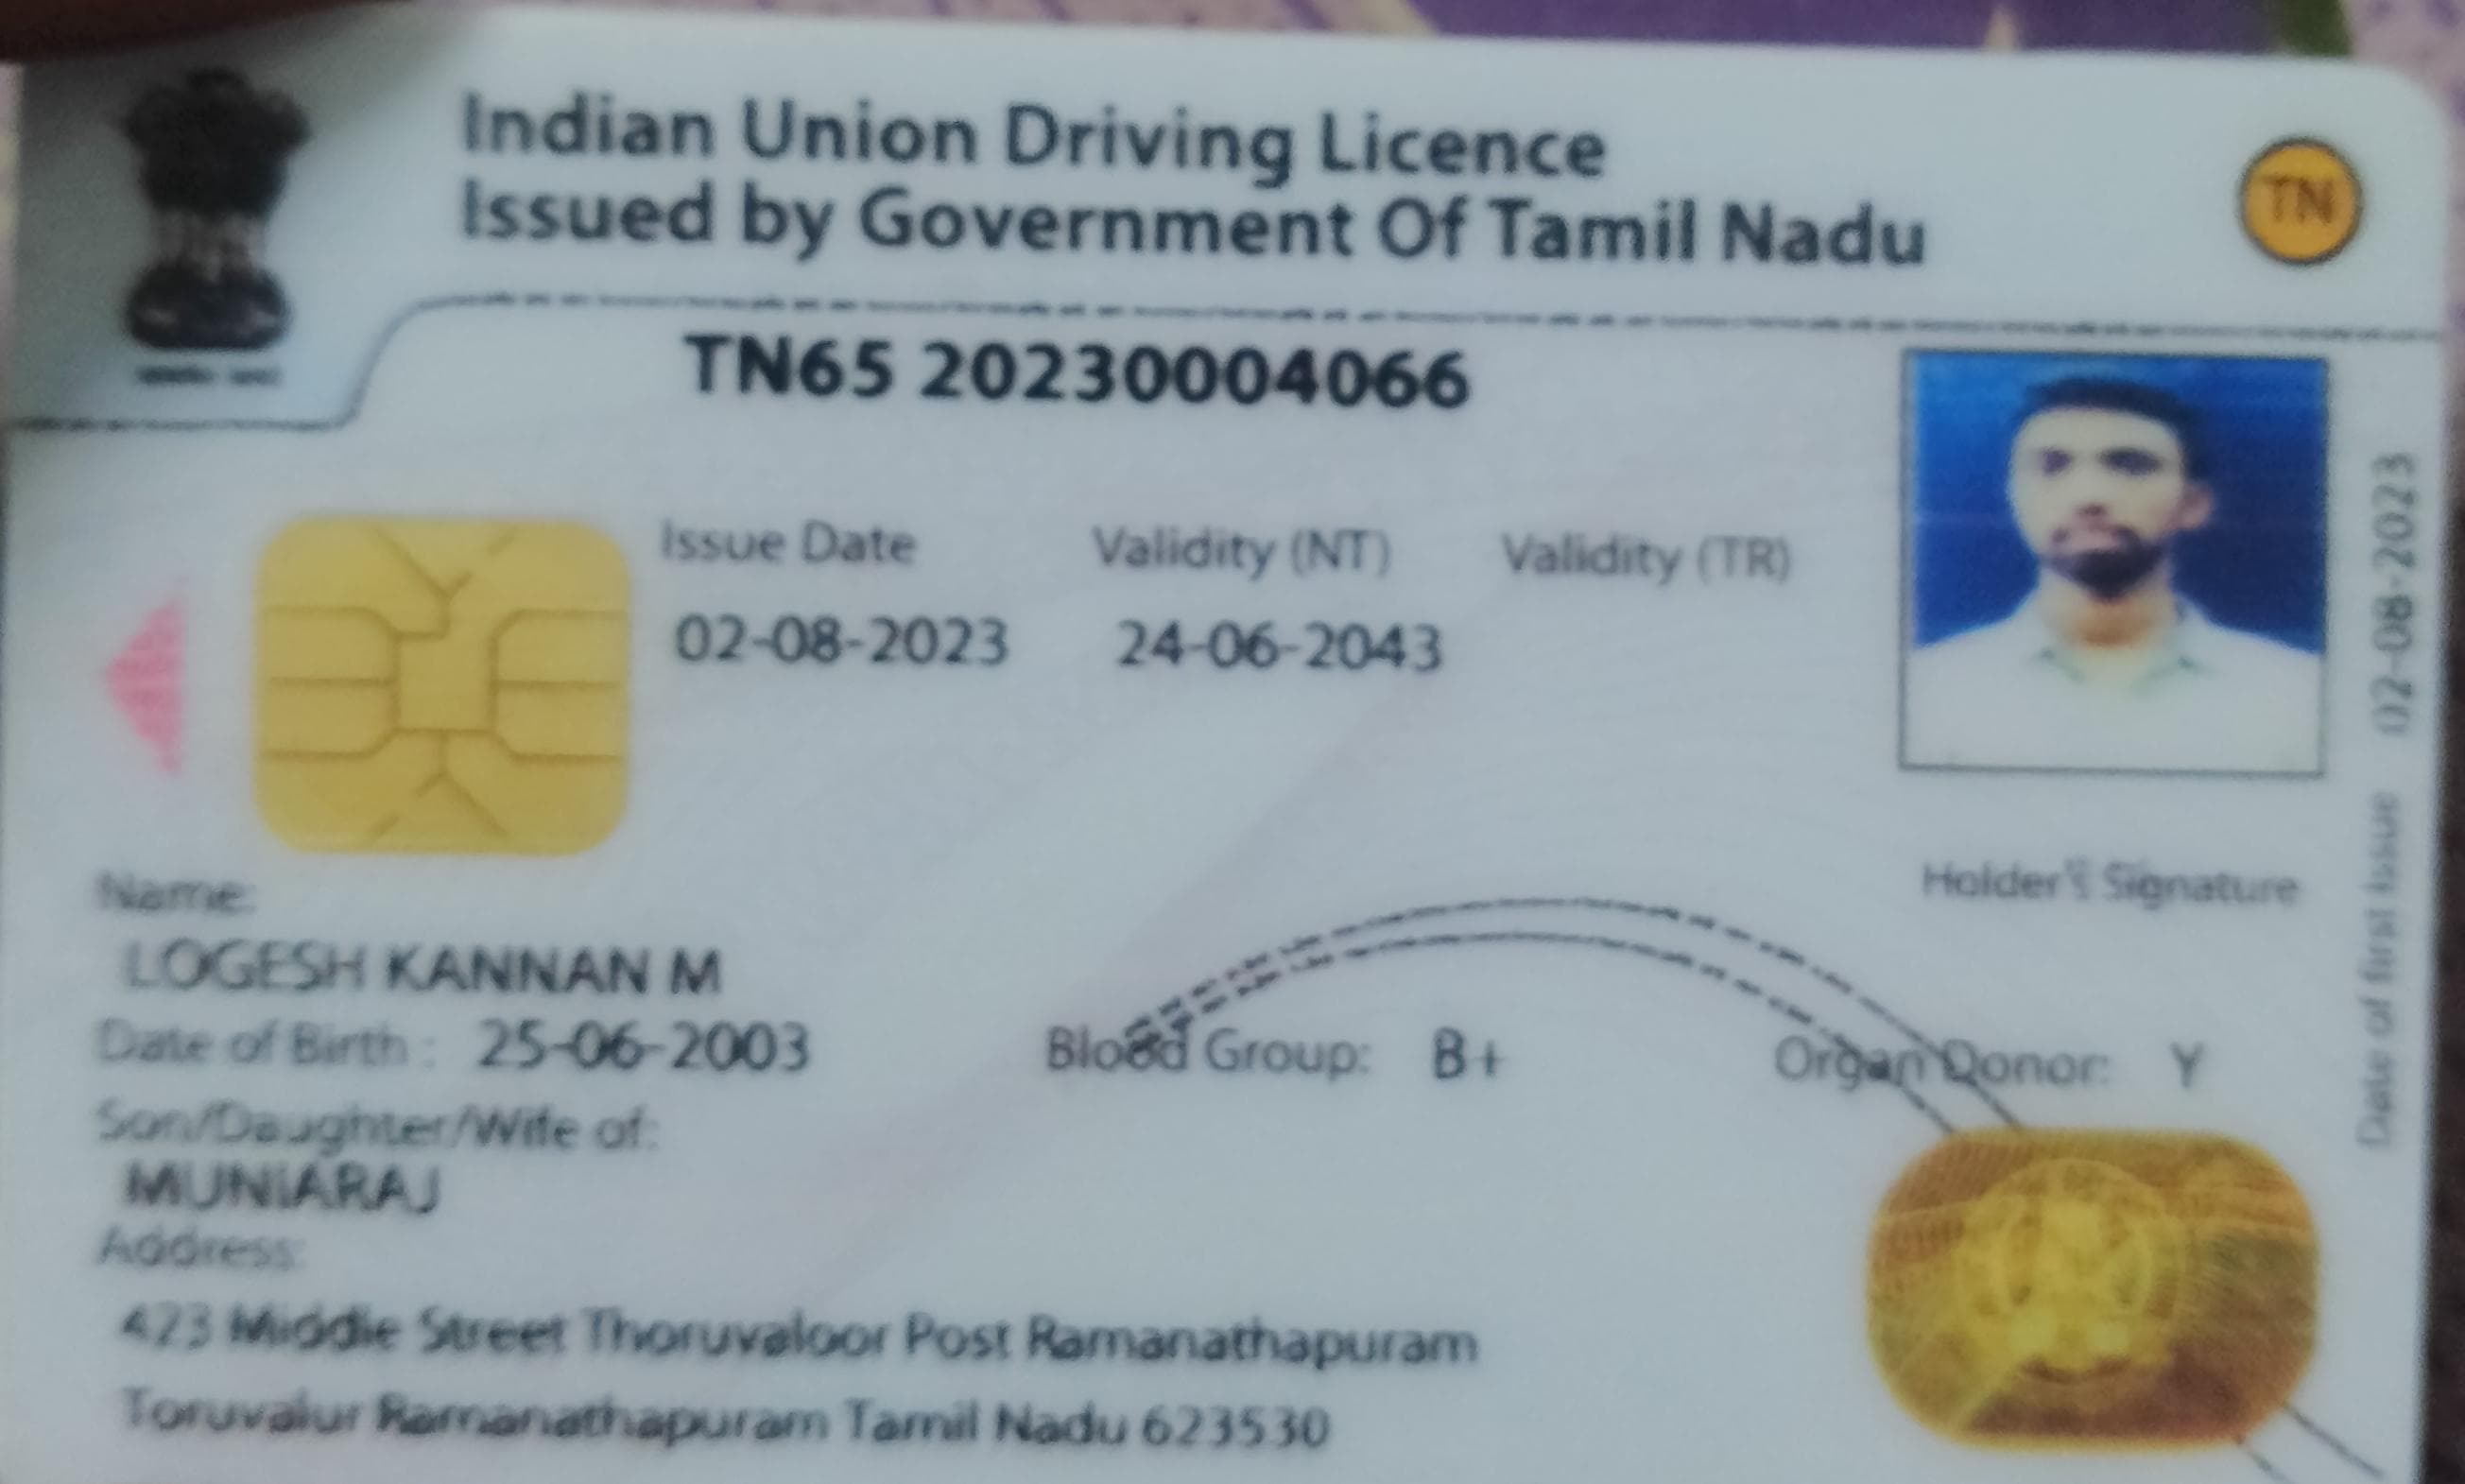 Indian Union Driving Licence
Issued by Government Of Tamil Nadu
TN
TN65 20230004066
Issue Date Validity (NT) Validity (TR)
02-08-2023 24-06-2043
Holder's Signature
Date of first issue 02-08-2023
Name:
LOGESH KANNAN M
Date of Birth : 25-06-2003 Blood Group: B+ Organ Donor: Y
Son/Daughter/Wife of:
MUNIARAJ
Address:
423 Middle Street Thoruvaloor Post Ramanathapuram
Toruvalur Ramanathapuram Tamil Nadu 623530